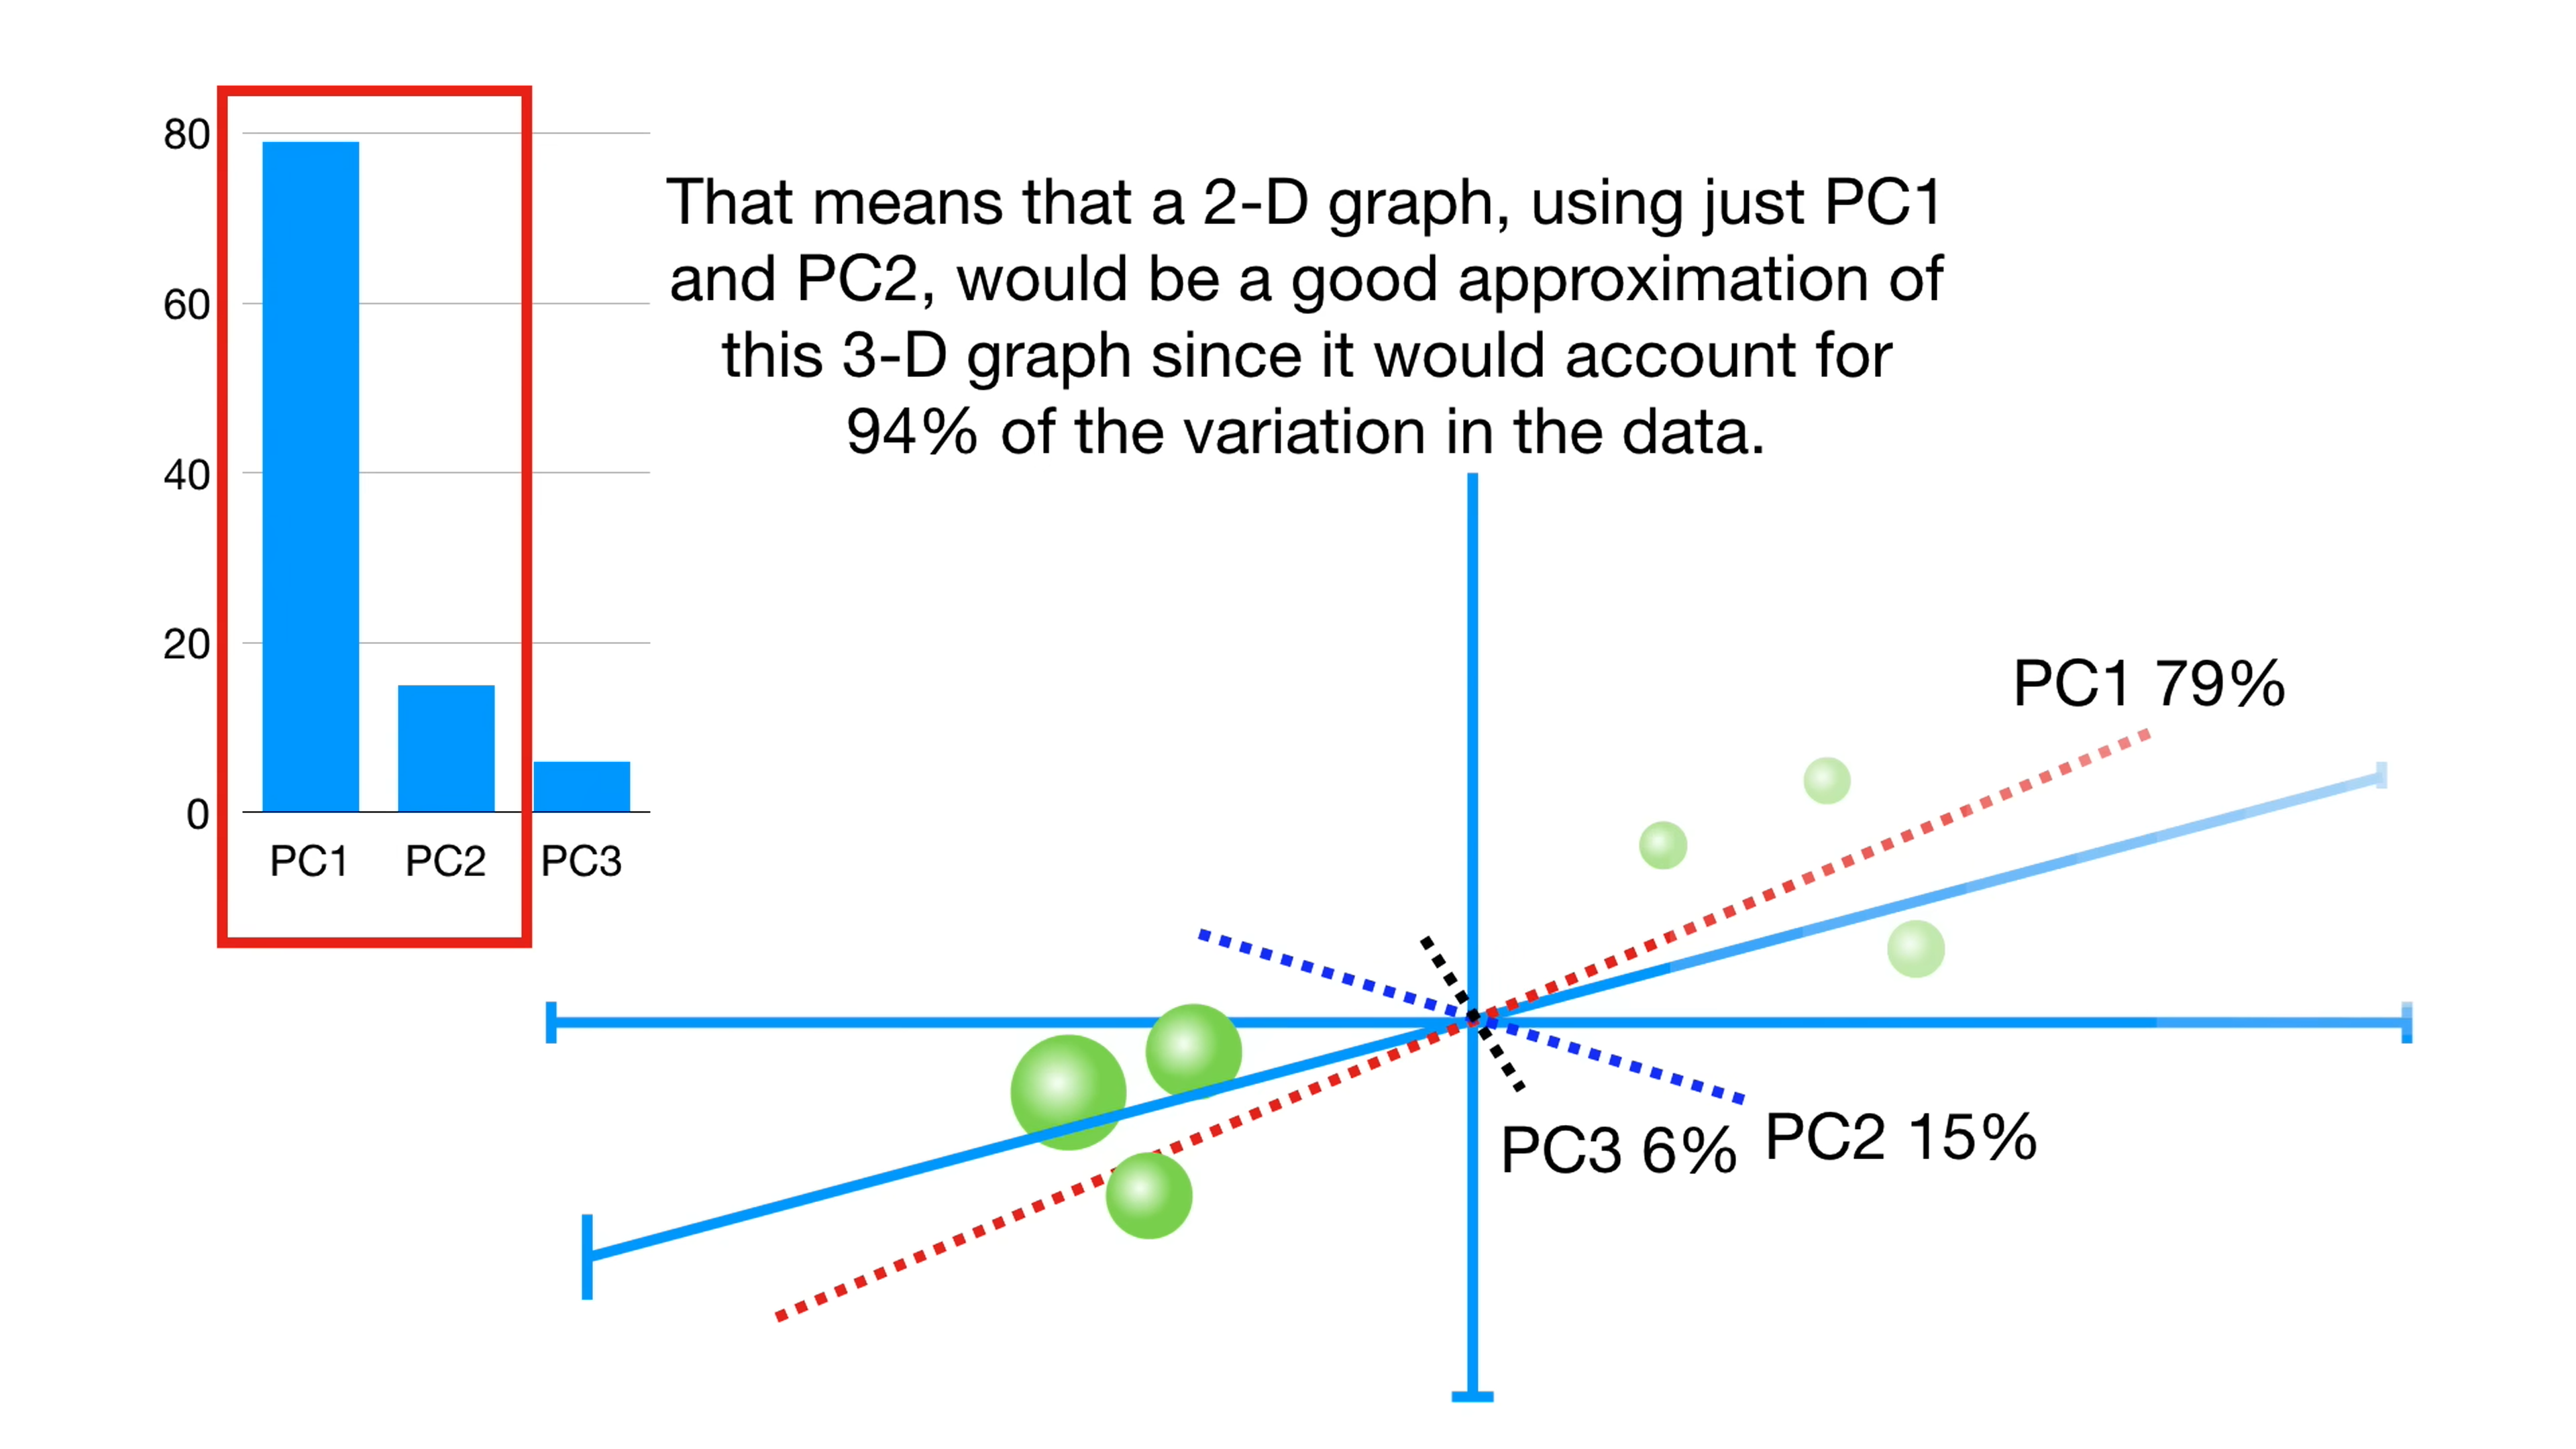 80
60
40
20
0
PC1 PC2 PC3
That means that a 2-D graph, using just PC1
and PC2, would be a good approximation of
this 3-D graph since it would account for
94% of the variation in the data.
PC1 79%
PC3 6%
PC2 15%